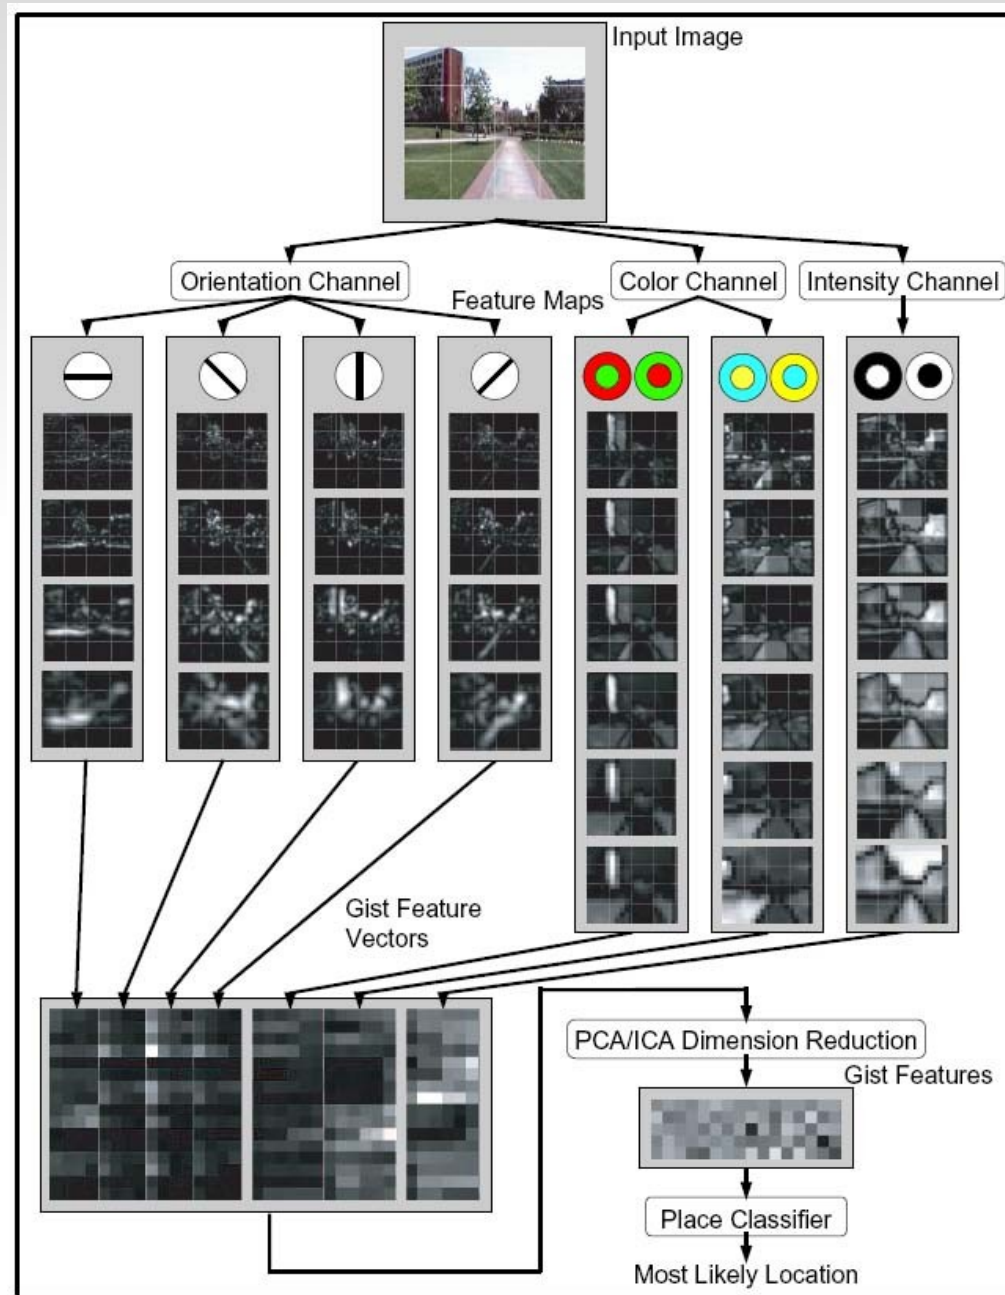 Input Image
Orientation Channel
Color Channel
Intensity Channel
Feature Maps
Gist Feature
Vectors
PCA/ICA Dimension Reduction
Gist Features
Place Classifier
Most Likely Location